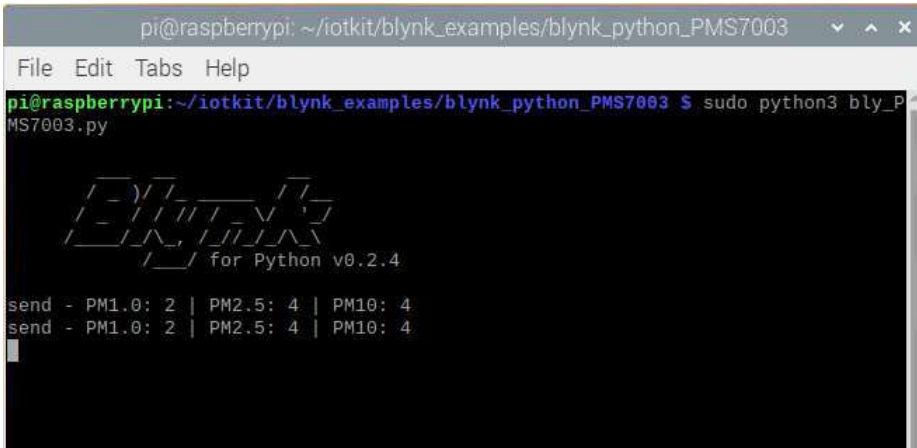 pi@raspberrypi: ~/iotkit/blynk_examples/blynk_python_PMS7003
File Edit Tabs Help
pi@raspberrypi:~/iotkit/blynk_examples/blynk_python_PMS7003 $ sudo python3 bly_P
MS7003.py
Blynk
for Python v0.2.4
send - PM1.0: 2 | PM2.5: 4 | PM10: 4
send - PM1.0: 2 | PM2.5: 4 | PM10: 4